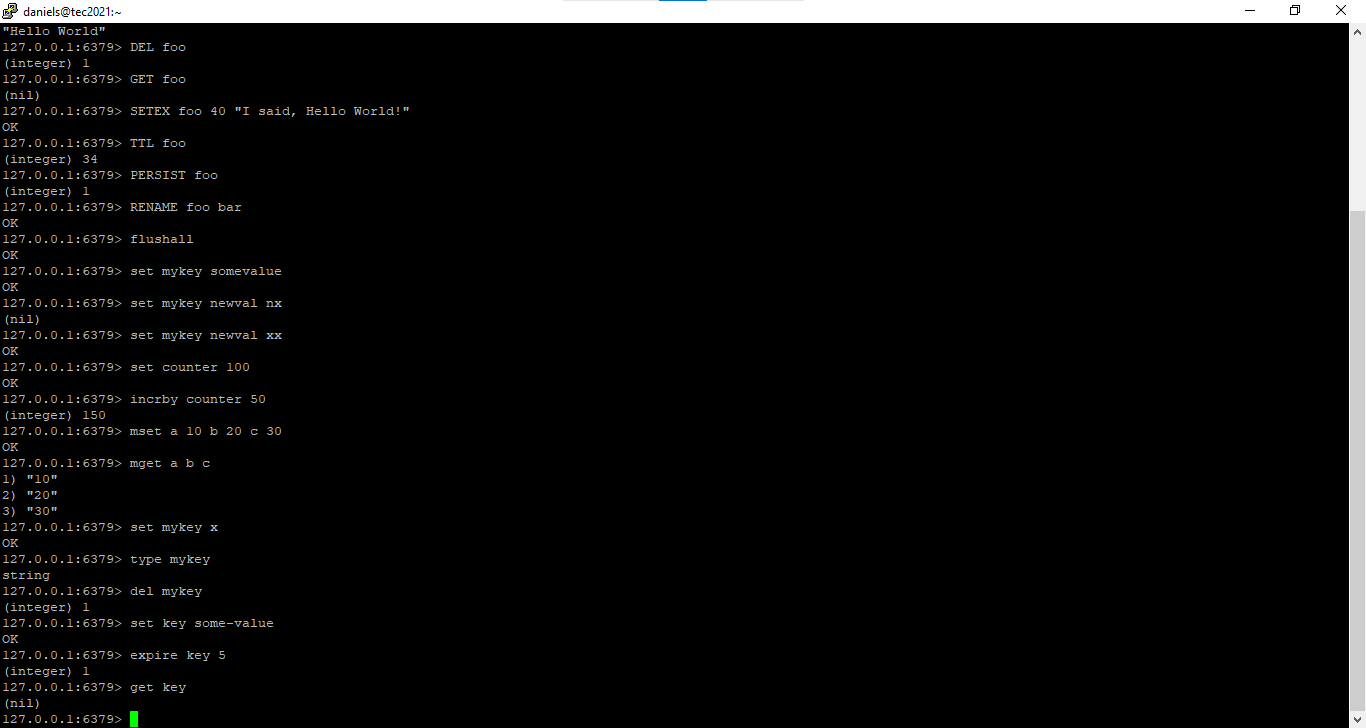 daniels@tec2021:~
"Hello World"
127.0.0.1:6379> DEL foo
(integer) 1
127.0.0.1:6379> GET foo
(nil)
127.0.0.1:6379> SETEX foo 40 "I said, Hello World!"
OK
127.0.0.1:6379> TTL foo
(integer) 34
127.0.0.1:6379> PERSIST foo
(integer) 1
127.0.0.1:6379> RENAME foo bar
OK
127.0.0.1:6379> flushall
OK
127.0.0.1:6379> set mykey somevalue
OK
127.0.0.1:6379> set mykey newval nx
(nil)
127.0.0.1:6379> set mykey newval xx
OK
127.0.0.1:6379> set counter 100
OK
127.0.0.1:6379> incrby counter 50
(integer) 150
127.0.0.1:6379> mset a 10 b 20 c 30
OK
127.0.0.1:6379> mget a b c
1) "10"
2) "20"
3) "30"
127.0.0.1:6379> set mykey x
OK
127.0.0.1:6379> type mykey
string
127.0.0.1:6379> del mykey
(integer) 1
127.0.0.1:6379> set key some-value
OK
127.0.0.1:6379> expire key 5
(integer) 1
127.0.0.1:6379> get key
(nil)
127.0.0.1:6379>